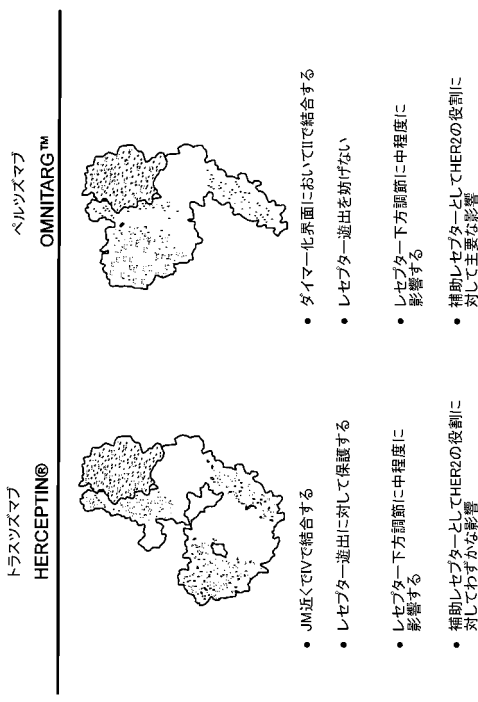 トラスツズマブ
HERCEPTIN®
• JM近くでIVで結合する
• レセプター遊出に対して保護する
• レセプター下方調節に中程度に
影響する
• 補助レセプターとしてHER2の役割に
対してわずかな影響
ペルツズマブ
OMNITARG™
• ダイマー化界面においてIIで結合する
• レセプター遊出を妨げない
• レセプター下方調節に中程度に
影響する
• 補助レセプターとしてHER2の役割に
対して主要な影響